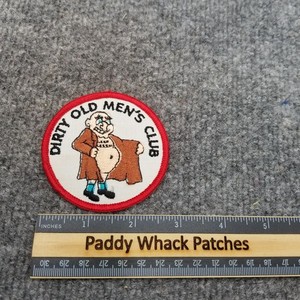 DIRTY OLD MEN'S CLUB
INCHES 1 2 3 4 5
Paddy Whack Patches